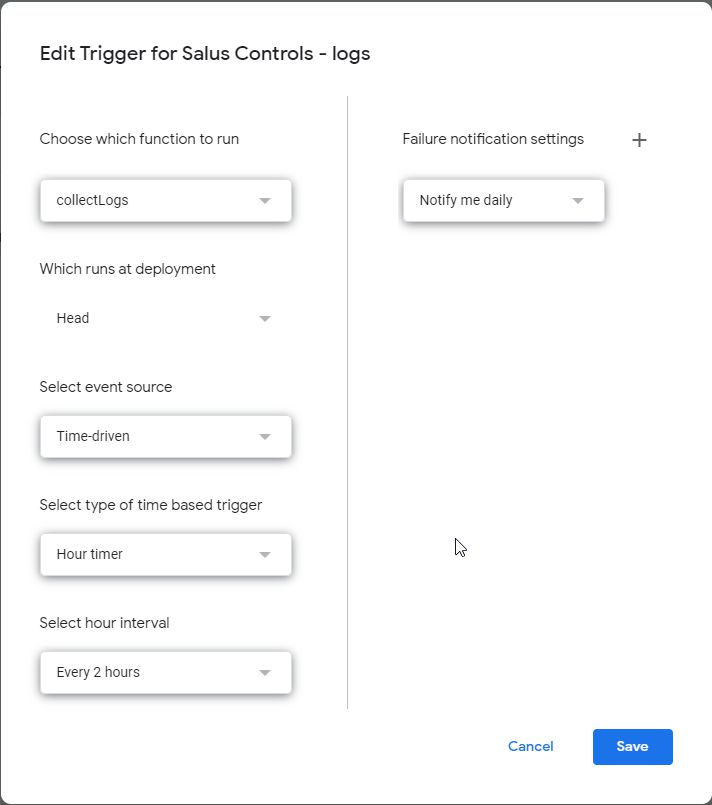 Edit Trigger for Salus Controls - logs
Choose which function to run
collectLogs
Which runs at deployment
Head
Select event source
Time-driven
Select type of time based trigger
Hour timer
Select hour interval
Every 2 hours
Failure notification settings
Notify me daily
Cancel
Save